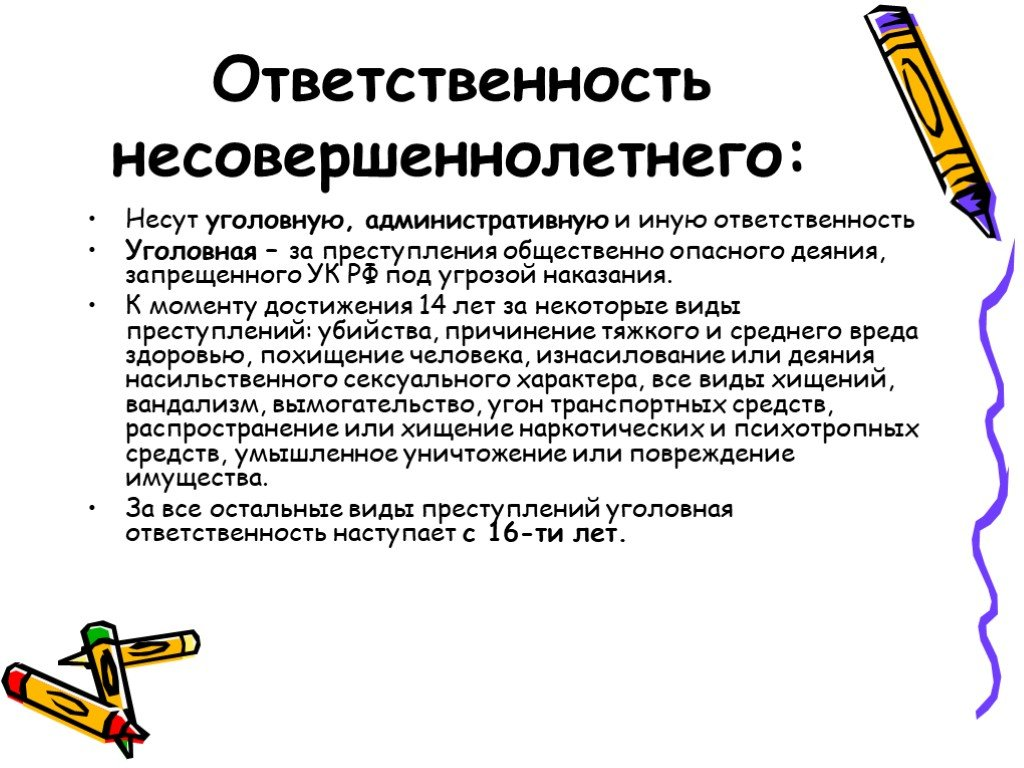 Ответственность
несовершеннолетнего:
• Несут уголовную, административную и иную ответственность
• Уголовная – за преступления общественно опасного деяния,
запрещенного УК РФ под угрозой наказания.
• К моменту достижения 14 лет за некоторые виды
преступлений: убийства, причинение тяжкого и среднего вреда
здоровью, похищение человека, изнасилование или деяния
насильственного сексуального характера, все виды хищений,
вандализм, вымогательство, угон транспортных средств,
распространение или хищение наркотических и психотропных
средств, умышленное уничтожение или повреждение
имущества.
• За все остальные виды преступлений уголовная
ответственность наступает с 16-ти лет.